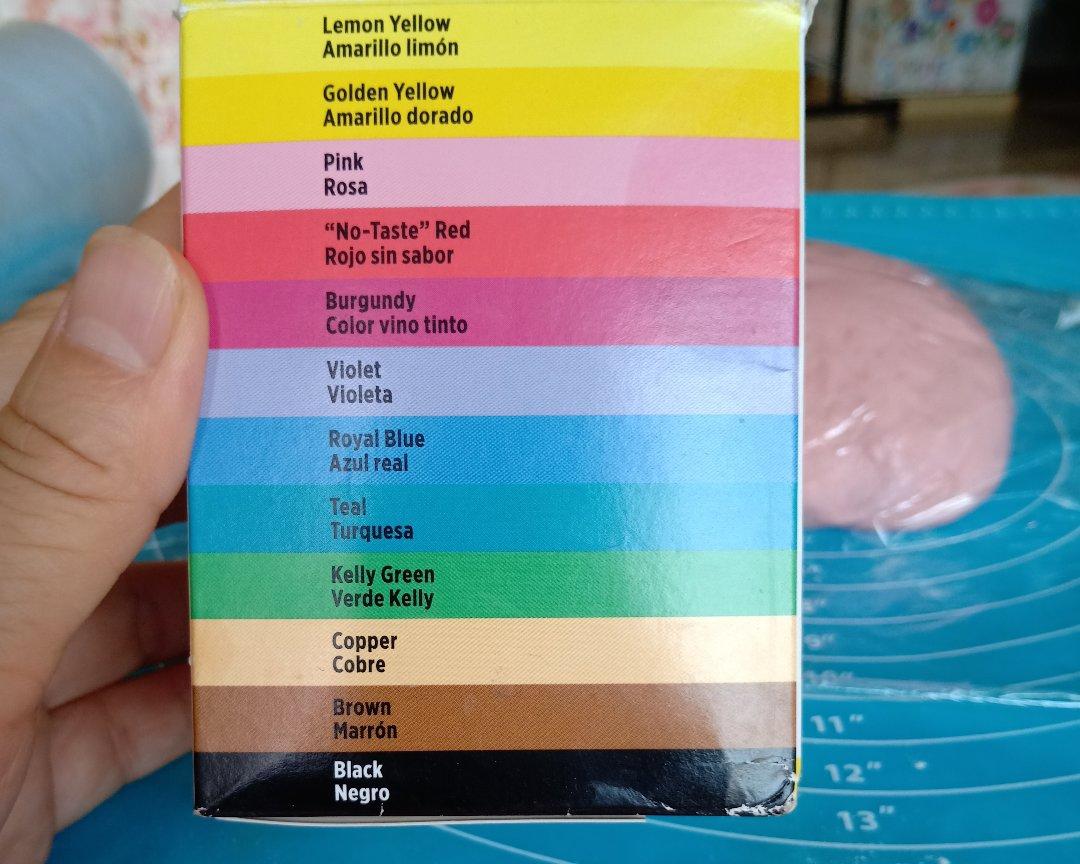 Lemon Yellow
Amarillo limón
Golden Yellow
Amarillo dorado
Pink
Rosa
“No-Taste” Red
Rojo sin sabor
Burgundy
Color vino tinto
Violet
Violeta
Royal Blue
Azul real
Teal
Turquesa
Kelly Green
Verde Kelly
Copper
Cobre
Brown
Marrón
Black
Negro
9"
10"
11"
12"
13"